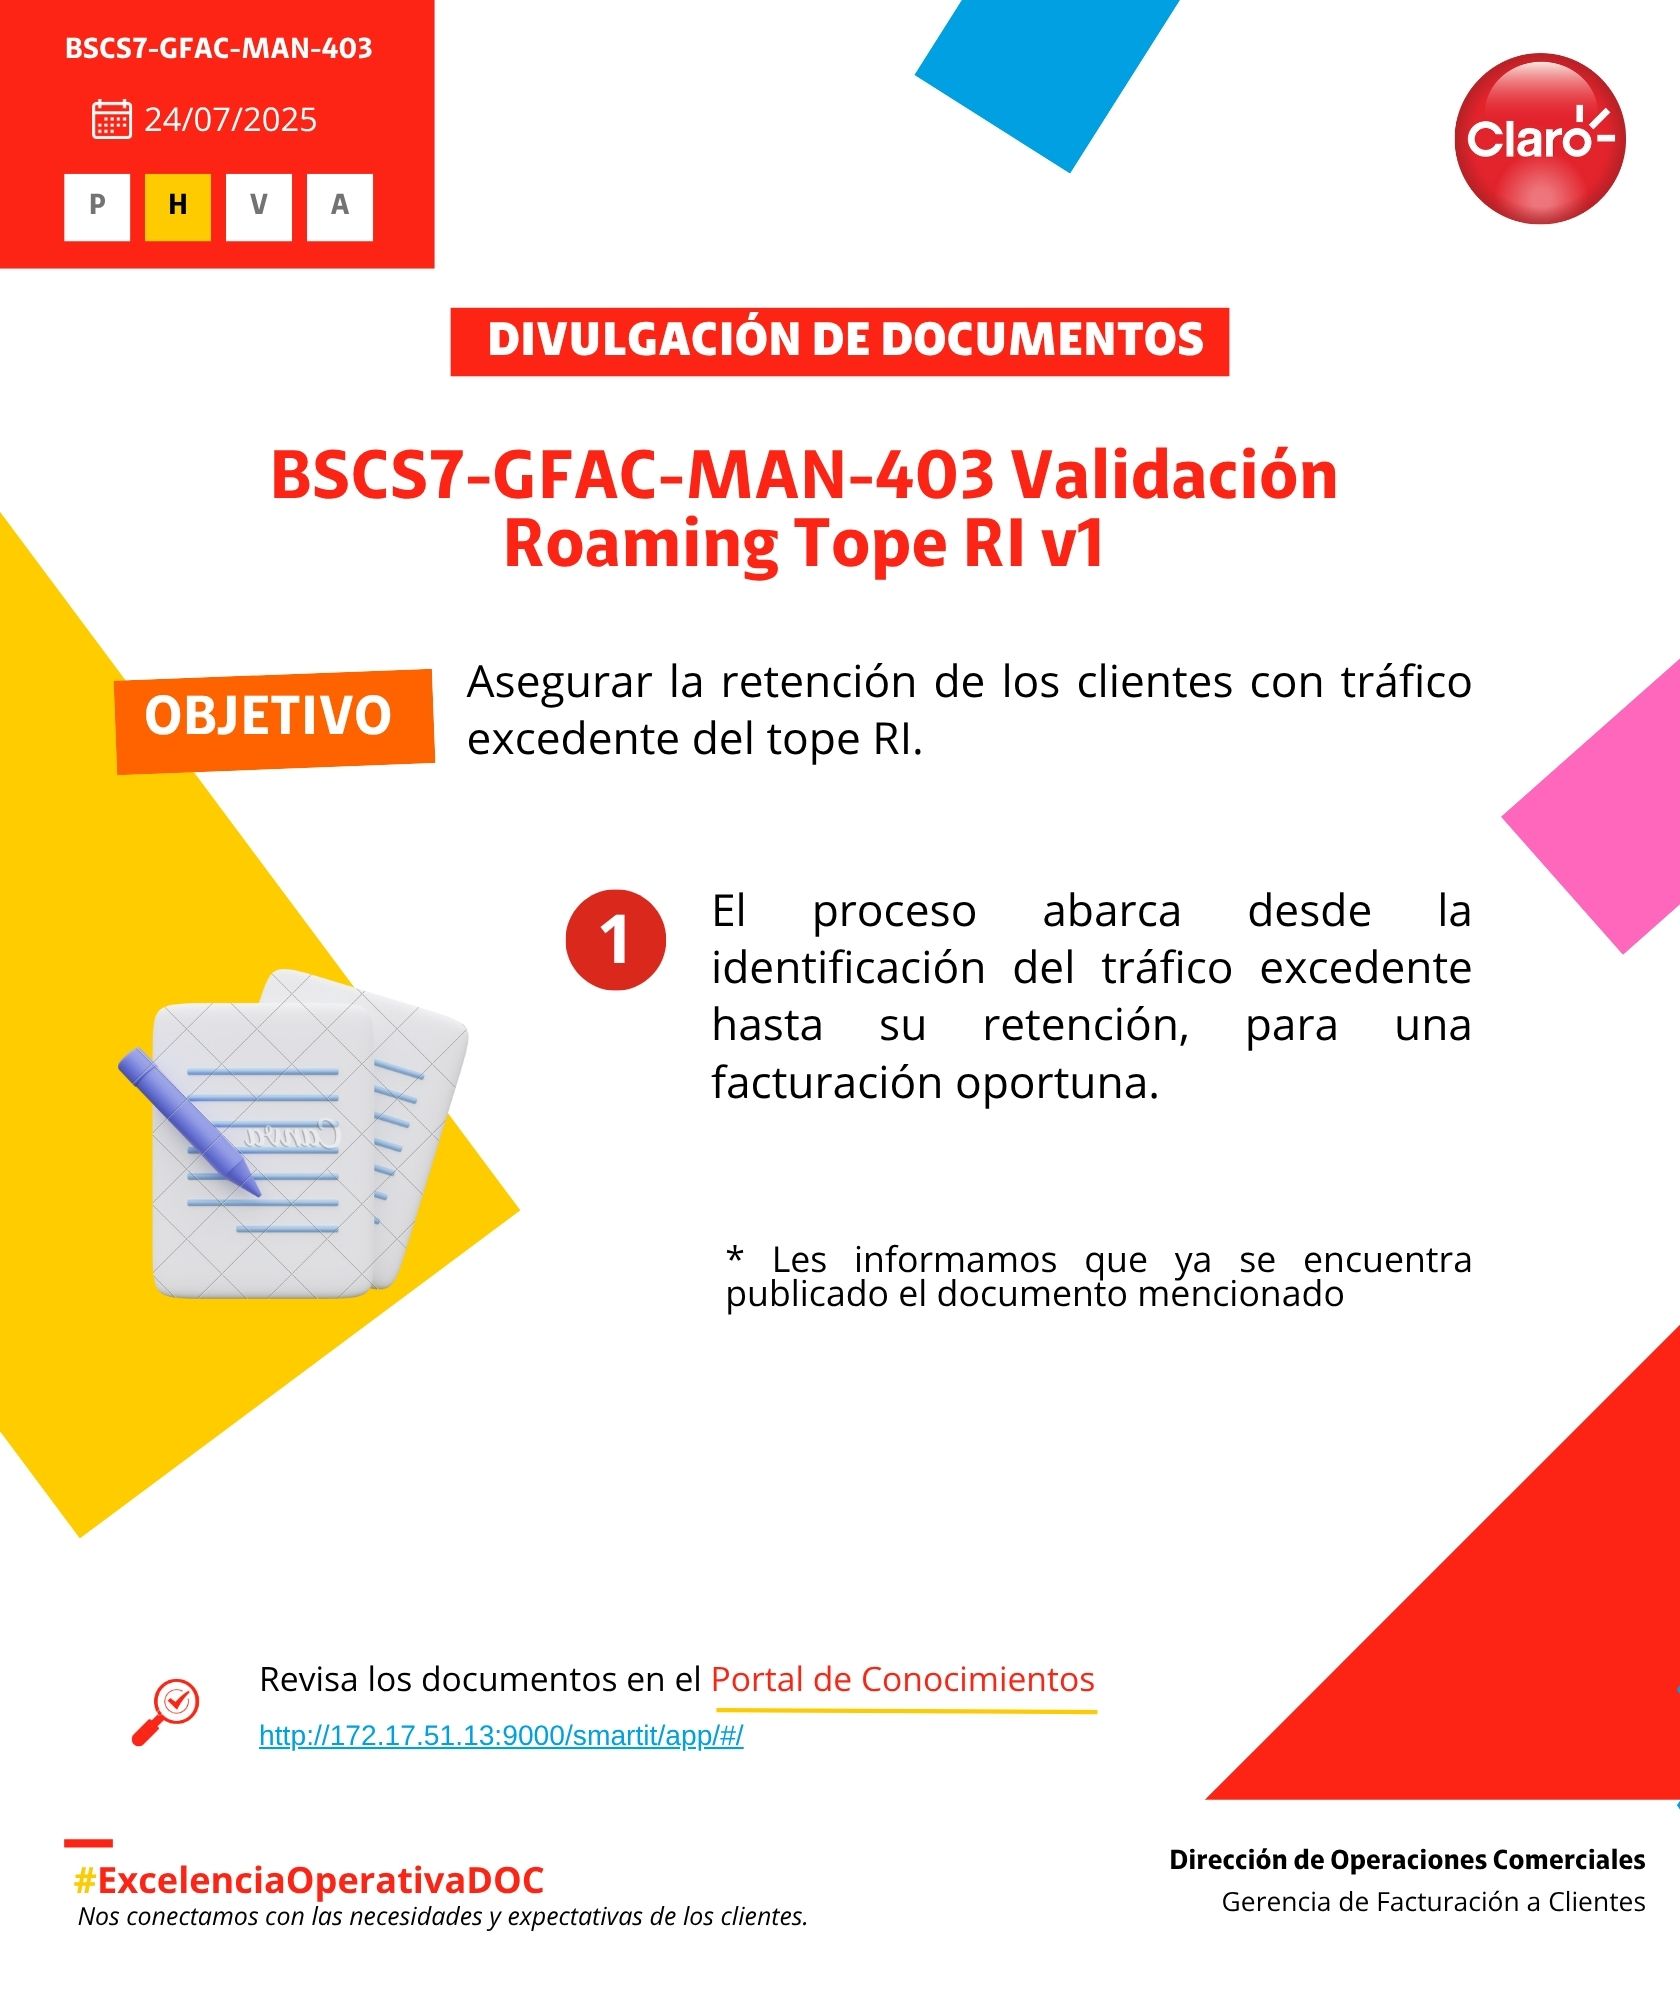 BSCS7-GFAC-MAN-403
24/07/2025
P H V A
Claro
DIVULGACIÓN DE DOCUMENTOS
BSCS7-GFAC-MAN-403 Validación
Roaming Tope RI v1
OBJETIVO
Asegurar la retención de los clientes con tráfico
excedente del tope RI.
1
El proceso abarca desde la
identificación del tráfico excedente
hasta su retención, para una
facturación oportuna.
Canva
* Les informamos que ya se encuentra
publicado el documento mencionado
Revisa los documentos en el Portal de Conocimientos
http://172.17.51.13:9000/smartit/app/#/
#ExcelenciaOperativaDOC
Nos conectamos con las necesidades y expectativas de los clientes.
Dirección de Operaciones Comerciales
Gerencia de Facturación a Clientes